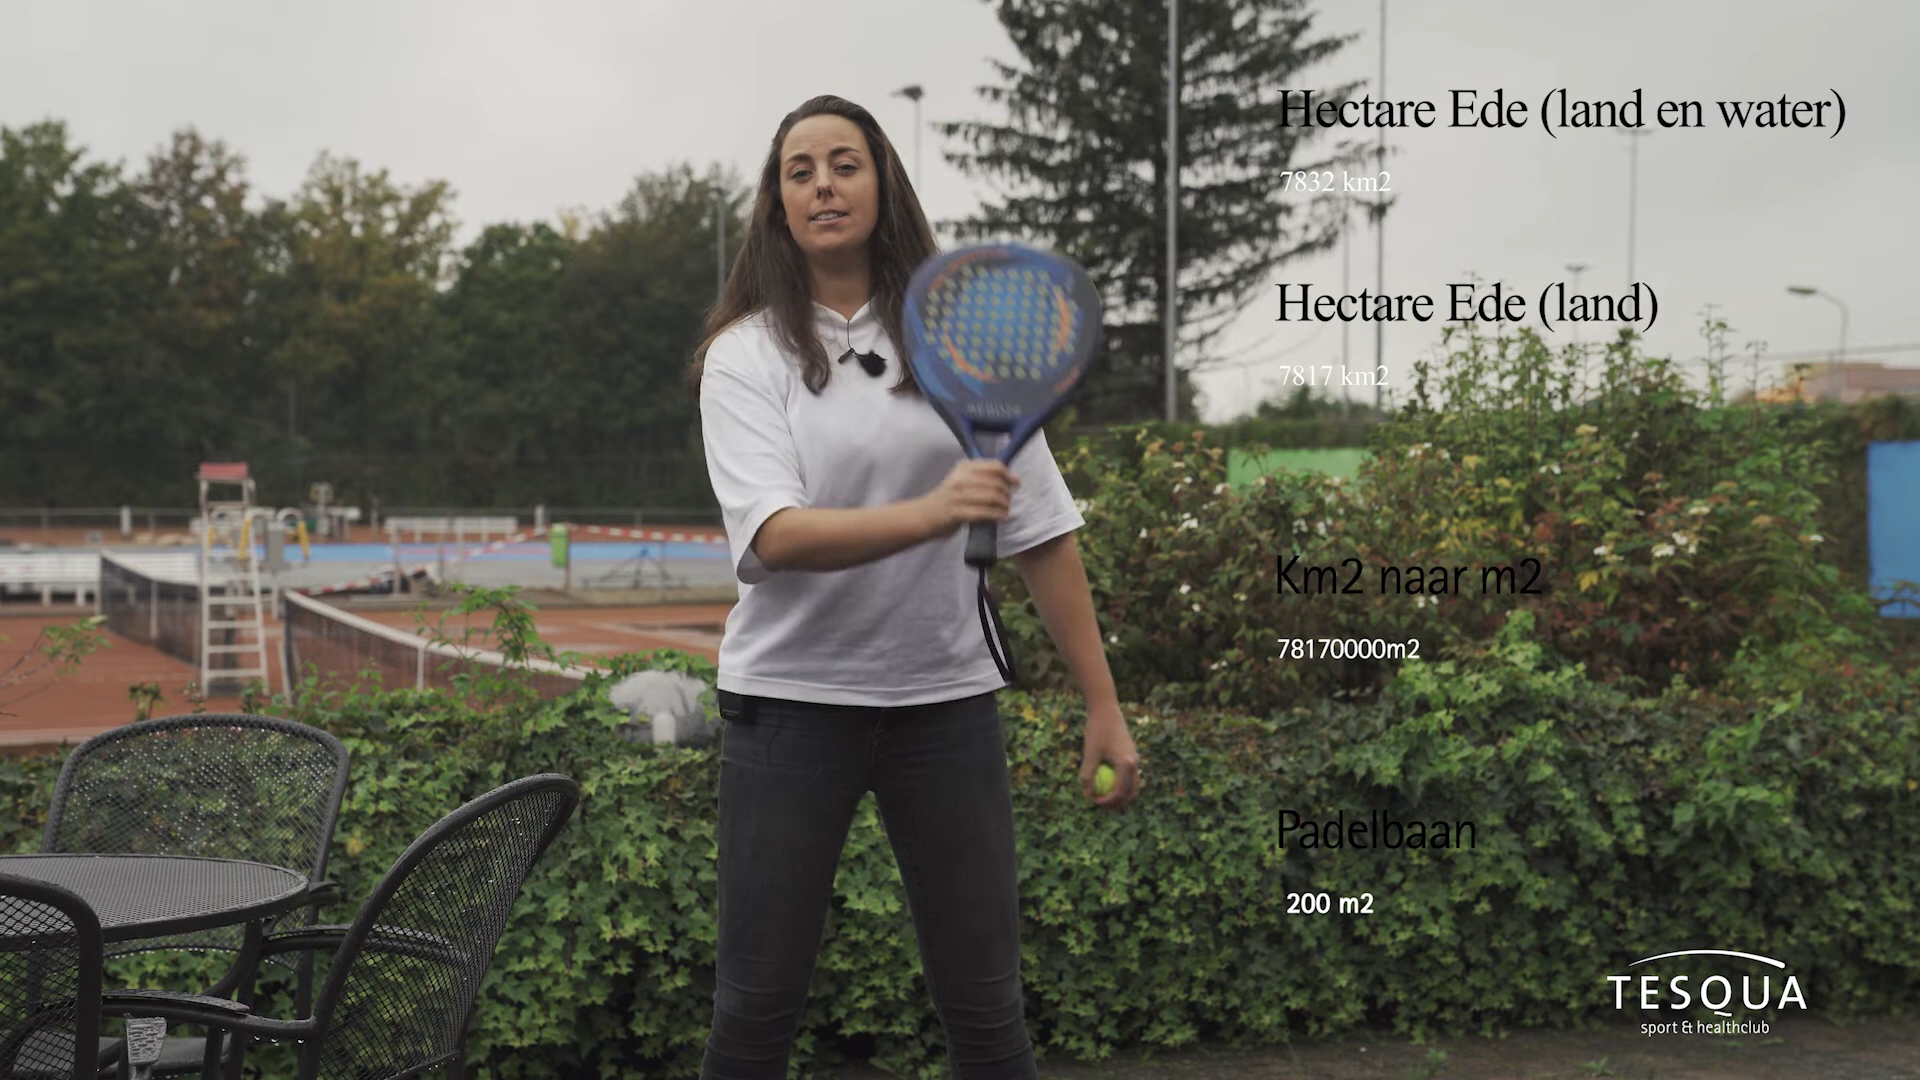 Hectare Ede (land en water)
7832 km2
Hectare Ede (land)
7817 km2
Km2 naar m2
78170000m2
Padelbaan
200 m2
TESQUA
sport & healthclub